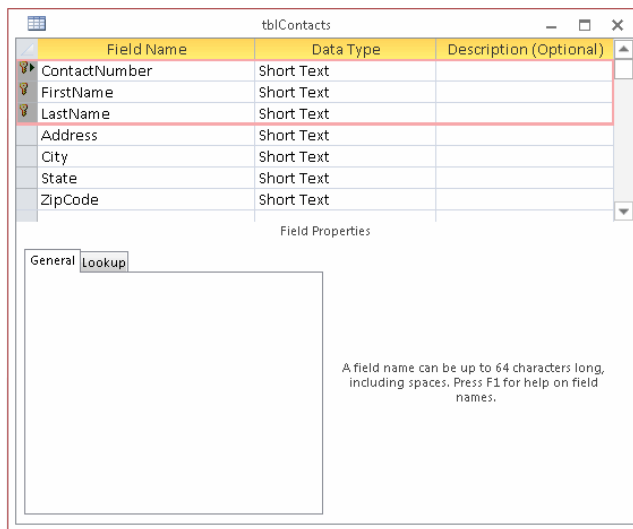 tblContacts
Field Name Data Type Description (Optional)
ContactNumber Short Text
FirstName Short Text
LastName Short Text
Address Short Text
City Short Text
State Short Text
ZipCode Short Text
Field Properties
General Lookup
A field name can be up to 64 characters long,
including spaces. Press F1 for help on field
names.